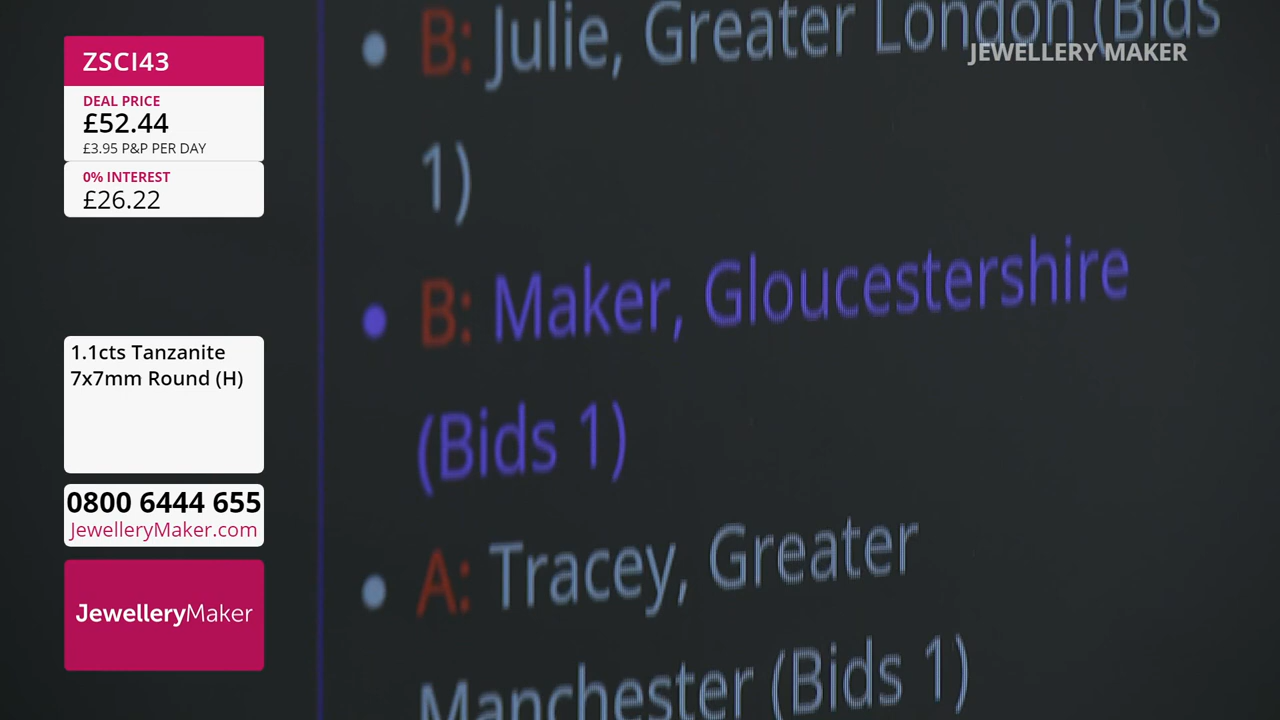 ZSCI43
DEAL PRICE
£52.44
£3.95 P&P PER DAY
0% INTEREST
£26.22
1.1cts Tanzanite
7x7mm Round (H)
0800 6444 655
JewelleryMaker.com
JewelleryMaker
JEWELLERY MAKER
B: Julie, Greater London (Bids
1)
B: Maker, Gloucestershire
(Bids 1)
A: Tracey, Greater
Manchester (Bids 1)